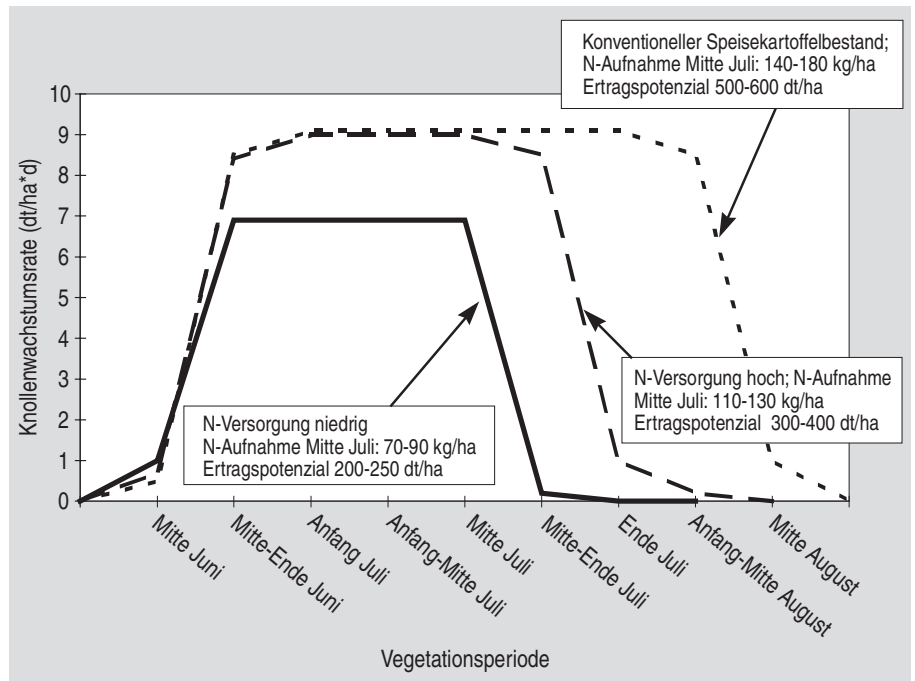 Konventioneller Speisekartoffelbestand;
N-Aufnahme Mitte Juli: 140-180 kg/ha
Ertragspotenzial 500-600 dt/ha
Knollenwachstumsrate (dt/ha*d)
10
9
8
7
6
5
4
3
2
1
0
N-Versorgung hoch; N-Aufnahme
Mitte Juli: 110-130 kg/ha
Ertragspotenzial 300-400 dt/ha
N-Versorgung niedrig
N-Aufnahme Mitte Juli: 70-90 kg/ha
Ertragspotenzial 200-250 dt/ha
Mitte Juni
Mitte-Ende Juni
Anfang Juli
Anfang-Mitte Juli
Mitte Juli
Mitte-Ende Juli
Ende Juli
Anfang-Mitte August
Mitte August
Vegetationsperiode